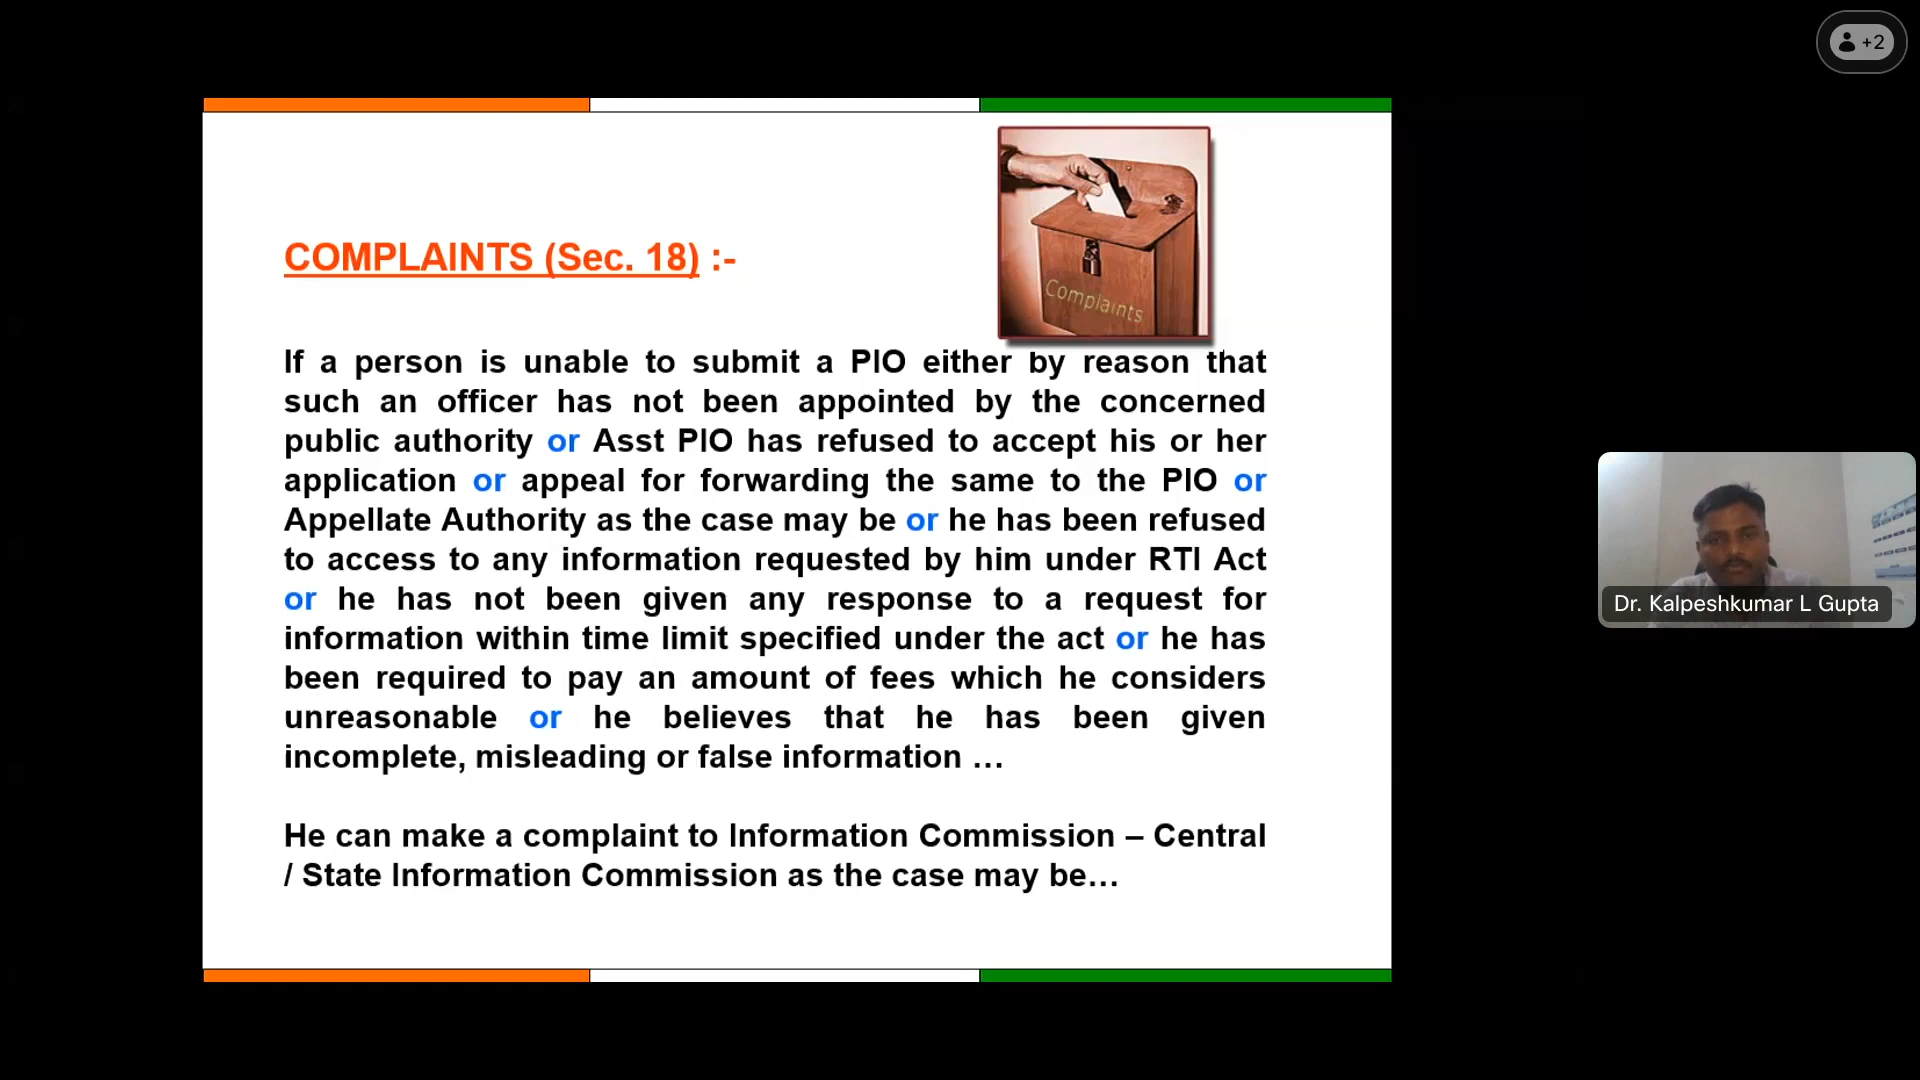 +2
COMPLAINTS (Sec. 18) :-
Complaints
If a person is unable to submit a PIO either by reason that
such an officer has not been appointed by the concerned
public authority or Asst PIO has refused to accept his or her
application or appeal for forwarding the same to the PIO or
Appellate Authority as the case may be or he has been refused
to access to any information requested by him under RTI Act
or he has not been given any response to a request for
information within time limit specified under the act or he has
been required to pay an amount of fees which he considers
unreasonable or he believes that he has been given
incomplete, misleading or false information ...
He can make a complaint to Information Commission – Central
/ State Information Commission as the case may be...
Dr. Kalpeshkumar L Gupta